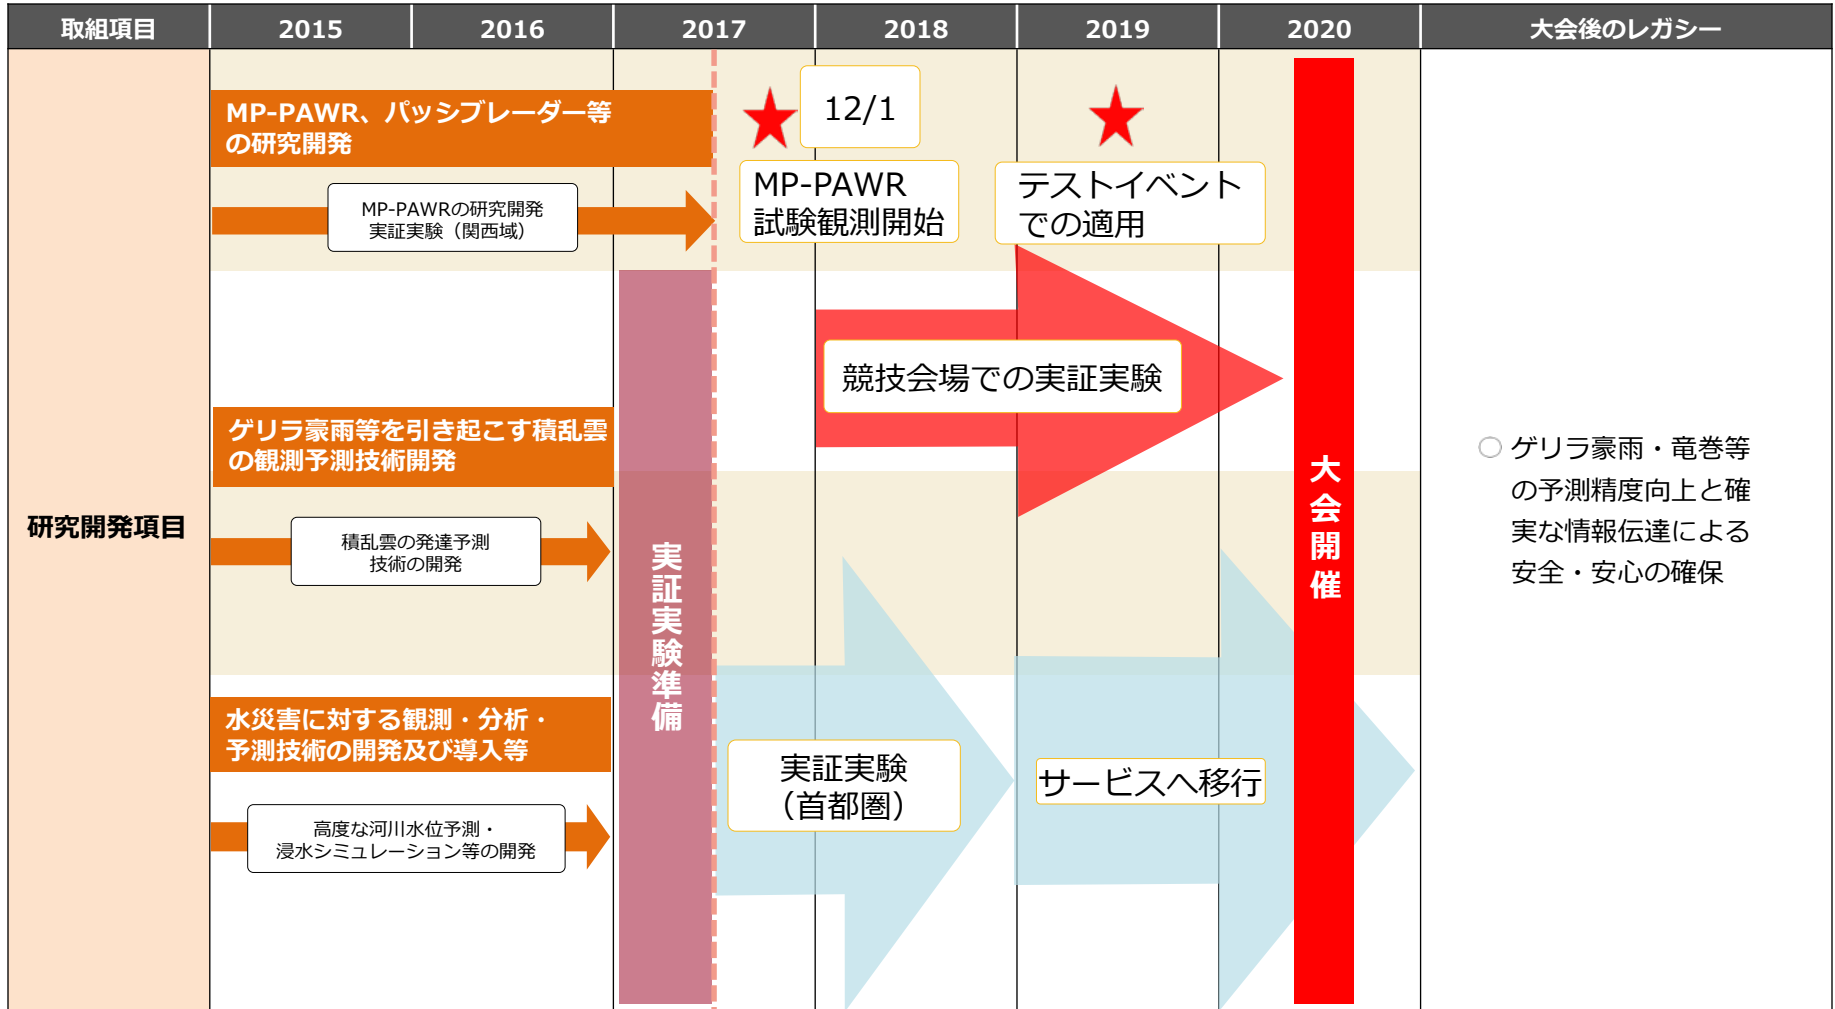 取組項目
2015
2016
2017
2018
2019
2020
大会後のレガシー
研究開発項目
MP-PAWR、パッシブレーダー等
の研究開発
MP-PAWRの研究開発
実証実験（関西域）
12/1
MP-PAWR
試験観測開始
テストイベント
での適用
競技会場での実証実験
ゲリラ豪雨等を引き起こす積乱雲
の観測予測技術開発
積乱雲の発達予測
技術の開発
実証実験準備
大会開催
水災害に対する観測・分析・
予測技術の開発及び導入等
高度な河川水位予測・
浸水シミュレーション等の開発
実証実験
（首都圏）
サービスへ移行
○ ゲリラ豪雨・竜巻等
の予測精度向上と確
実な情報伝達による
安全・安心の確保